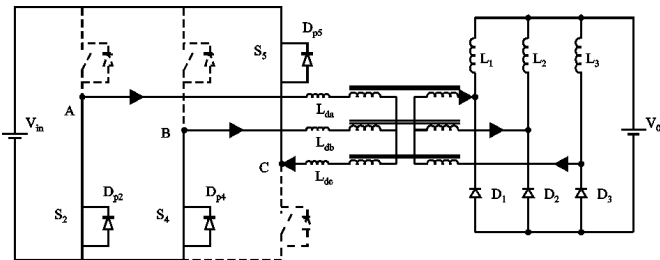 D_p5
S_5
L_1
L_2
L_3
A
L_da
V_in
B
L_db
V_0
C
L_dc
D_p2
D_p4
S_2
S_4
D_1
D_2
D_3